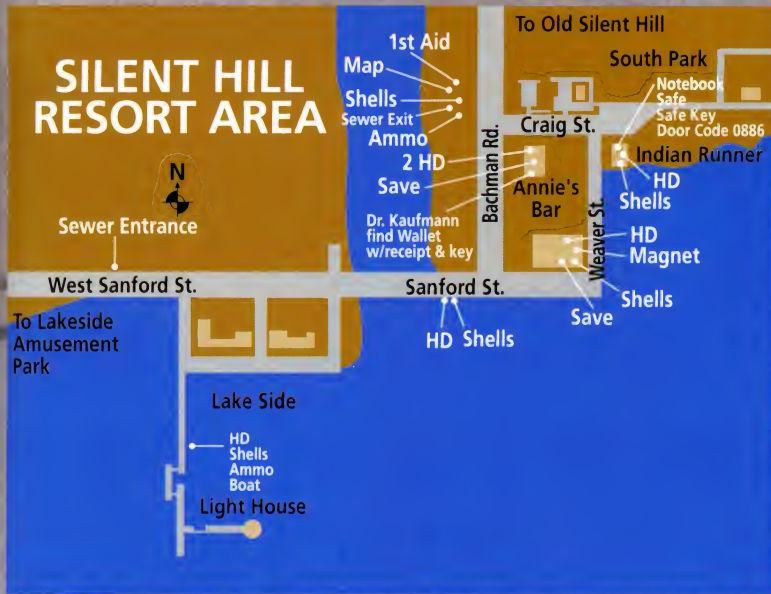 SILENT HILL
RESORT AREA
N
Sewer Entrance
West Sanford St.
To Lakeside
Amusement
Park
1st Aid
Map
Shells
Sewer Exit
Ammo
2 HD
Save
Dr. Kaufmann
find Wallet
w/receipt & key
Bachman Rd.
To Old Silent Hill
South Park
Craig St.
Annie's
Bar
Notebook
Safe
Safe Key
Door Code 0886
Indian Runner
HD
Shells
Weaver St.
HD
Magnet
Shells
Save
Sanford St.
HD Shells
Lake Side
HD
Shells
Ammo
Boat
Light House